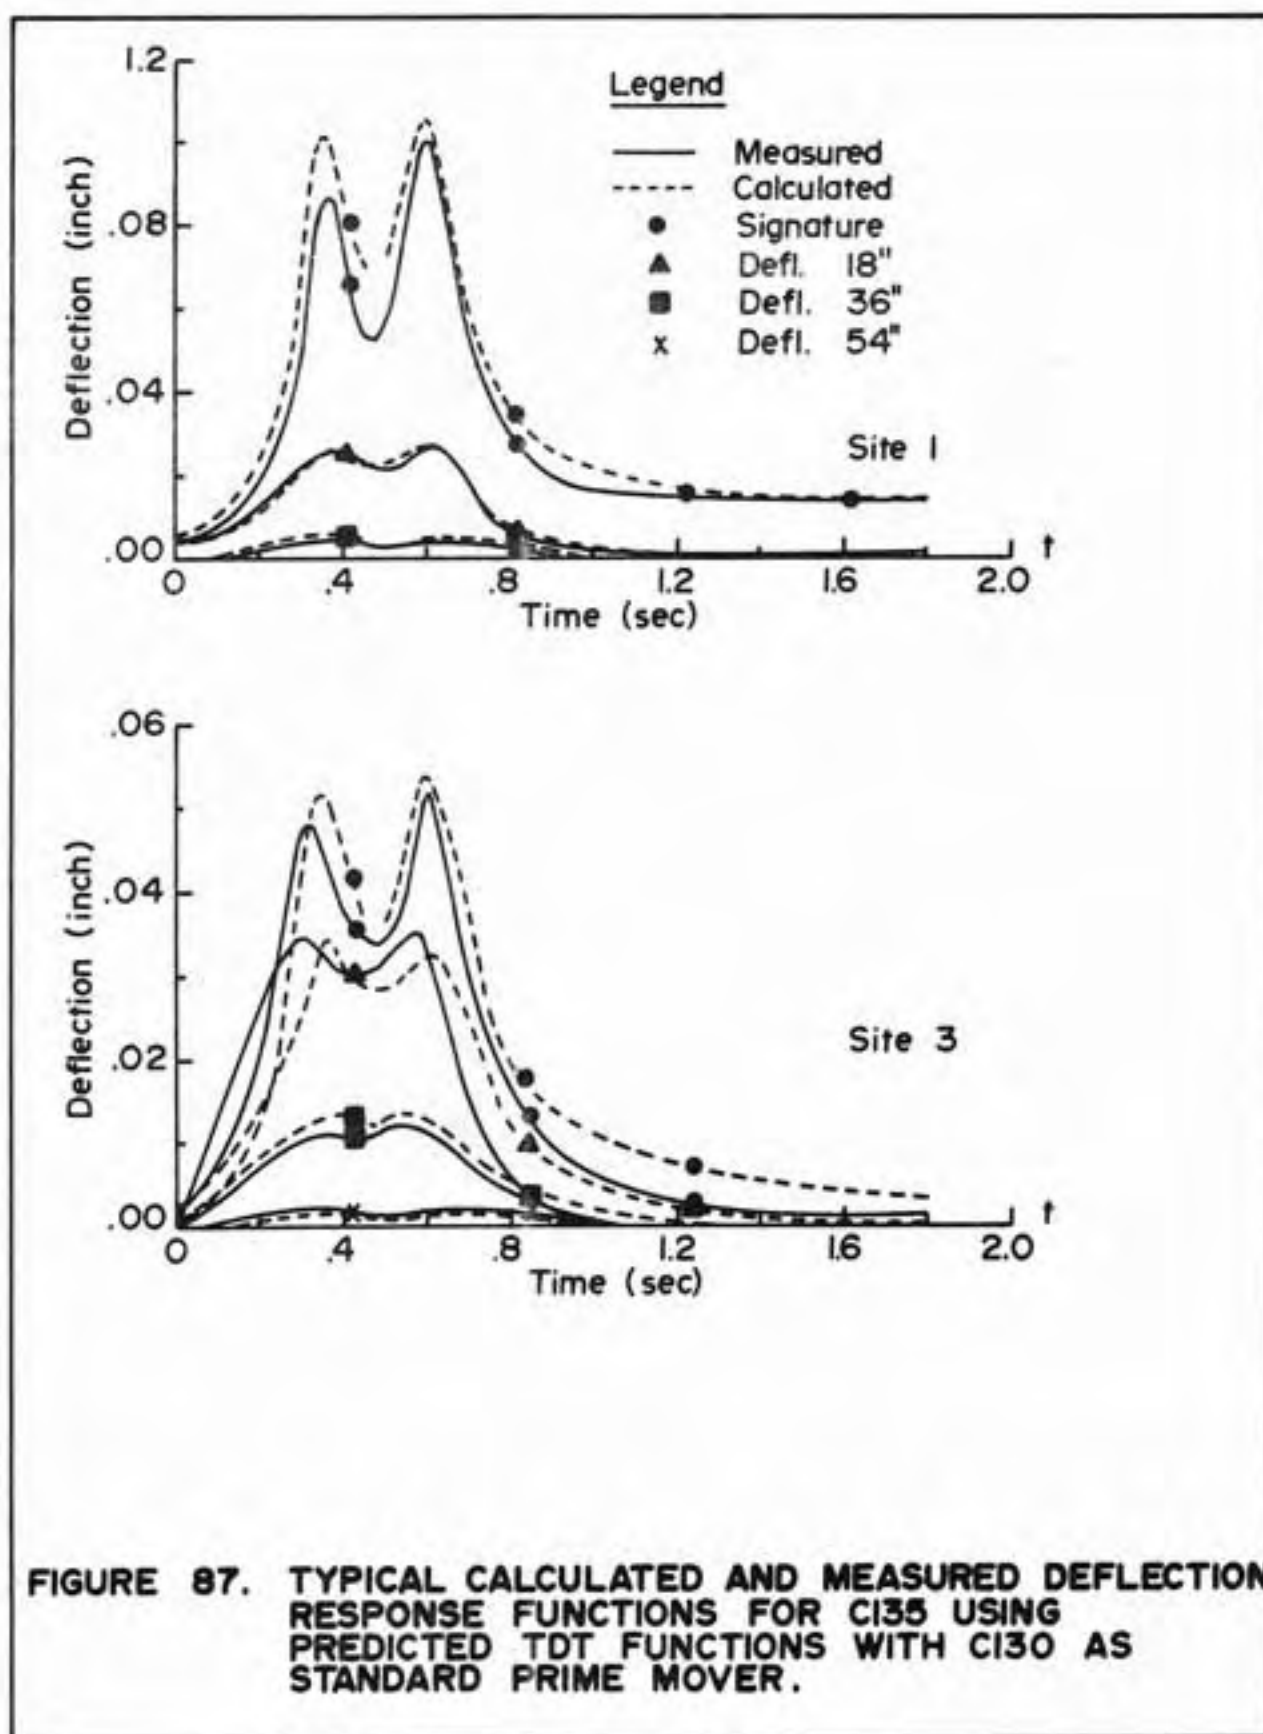 1.2
.08
.04
.00
Deflection (inch)
Legend
Measured
Calculated
Signature
Defl. 18"
Defl. 36"
Defl. 54"
Site 1
0 .4 .8 1.2 1.6 2.0 t
Time (sec)
.06
.04
.02
.00
Deflection (inch)
Site 3
0 .4 .8 1.2 1.6 2.0 t
Time (sec)
FIGURE 87. TYPICAL CALCULATED AND MEASURED DEFLECTION
RESPONSE FUNCTIONS FOR C135 USING
PREDICTED TDT FUNCTIONS WITH C130 AS
STANDARD PRIME MOVER.